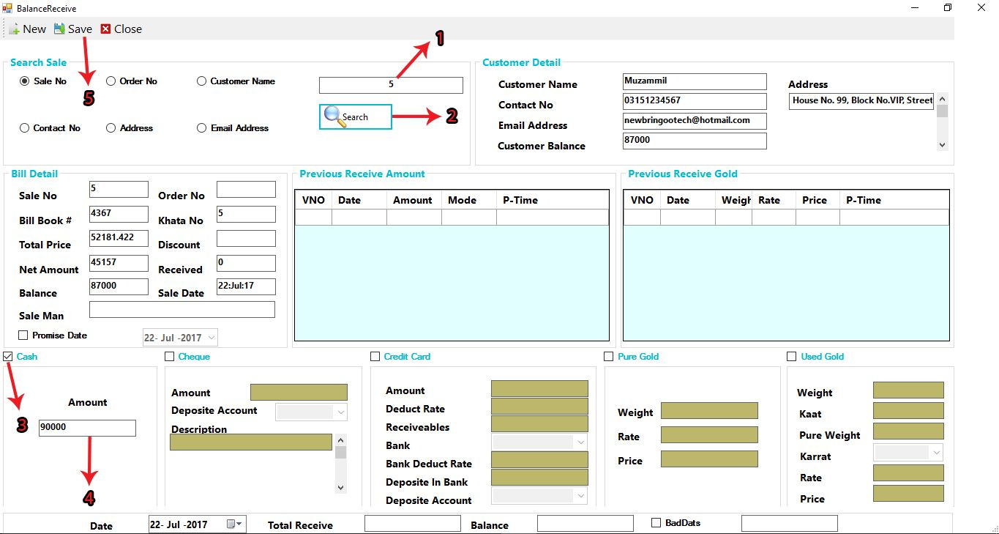 BalanceReceive
New Save Close
1
Search Sale
Sale No Order No Customer Name 5
5
Search 2
Contact No Address Email Address
Customer Detail
Customer Name Muzammil Address
Contact No 03151234567 House No. 99, Block No.VIP, Street
Email Address newbringootech@hotmail.com
Customer Balance 87000
Bill Detail
Sale No 5 Order No
Bill Book # 4367 Khata No 5
Total Price 52181.422 Discount
Net Amount 45157 Received 0
Balance 87000 Sale Date 22:Jul:17
Sale Man
Promise Date 22- Jul -2017
Previous Receive Amount
VNO Date Amount Mode P-Time
Previous Receive Gold
VNO Date Weigh Rate Price P-Time
Cash
Amount
3 90000
4
Cheque
Amount
Deposite Account
Description
Credit Card
Amount
Deduct Rate
Receiveables
Bank
Bank Deduct Rate
Deposite In Bank
Deposite Account
Pure Gold
Weight
Rate
Price
Used Gold
Weight
Kaat
Pure Weight
Karrat
Rate
Price
Date 22- Jul -2017 Total Receive Balance BadDats